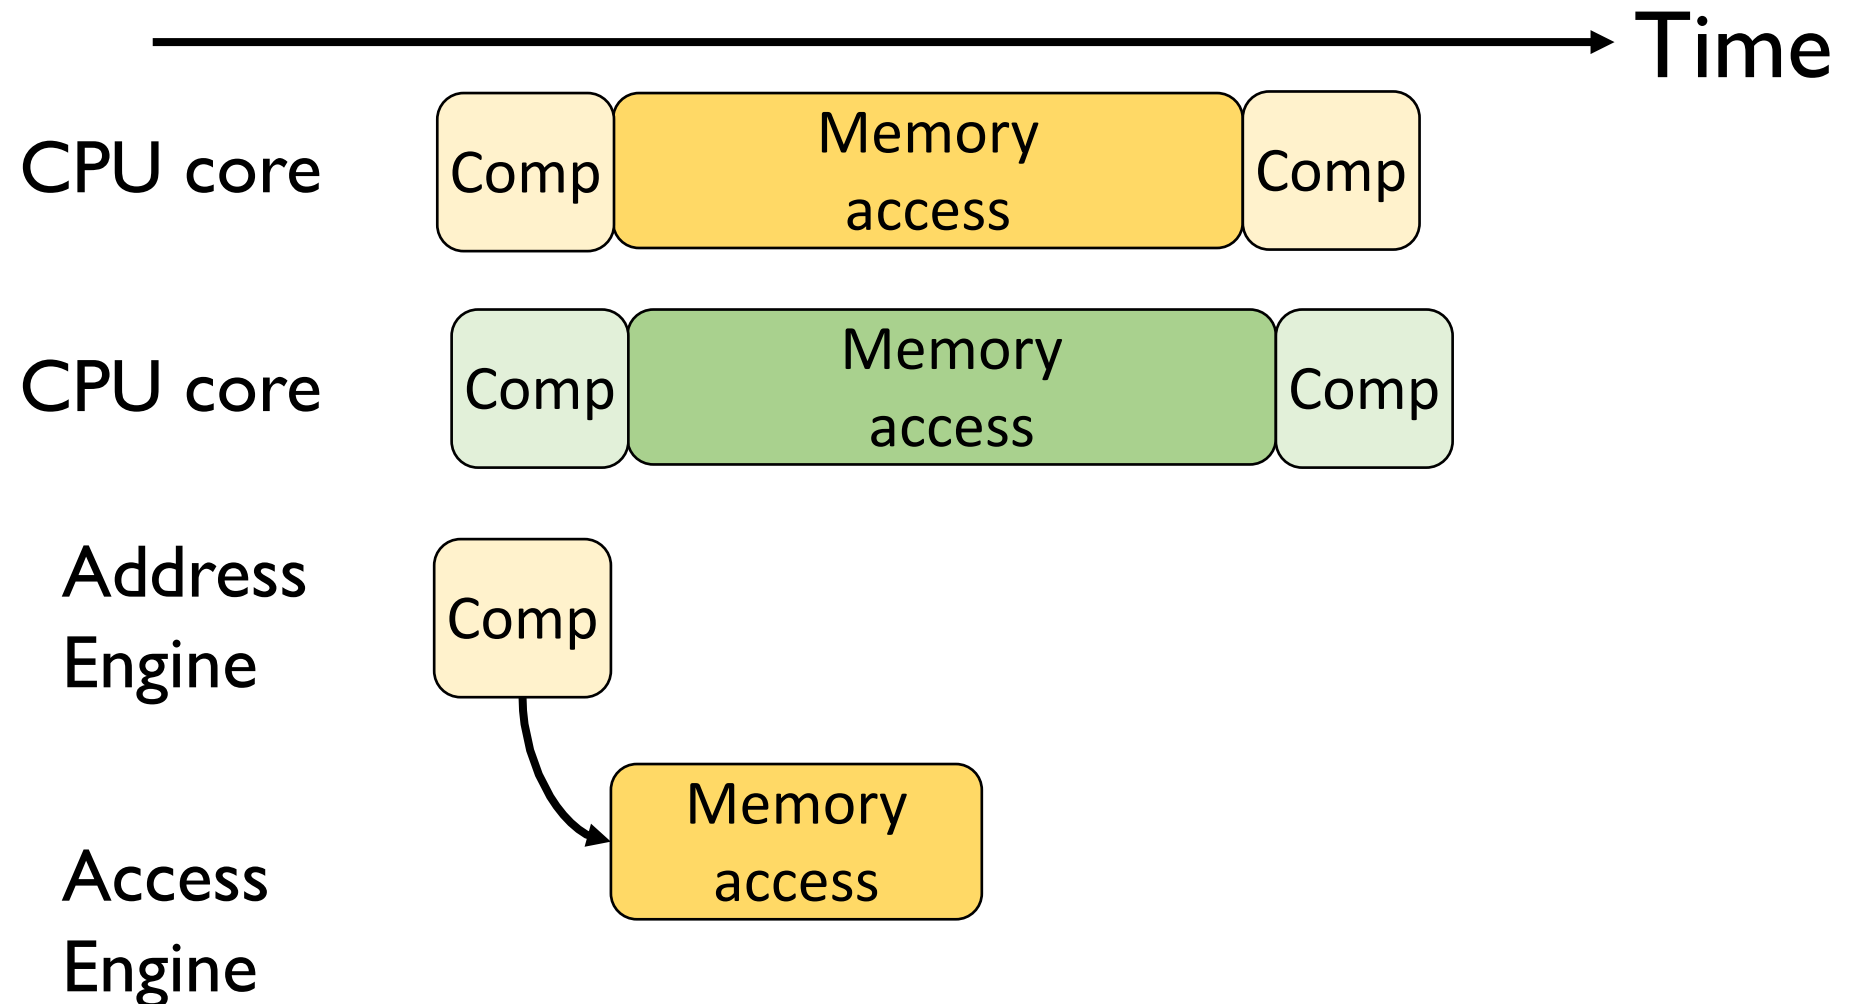 Time
CPU core
Comp
Memory
access
Comp
CPU core
Comp
Memory
access
Comp
Address
Engine
Comp
Access
Engine
Memory
access